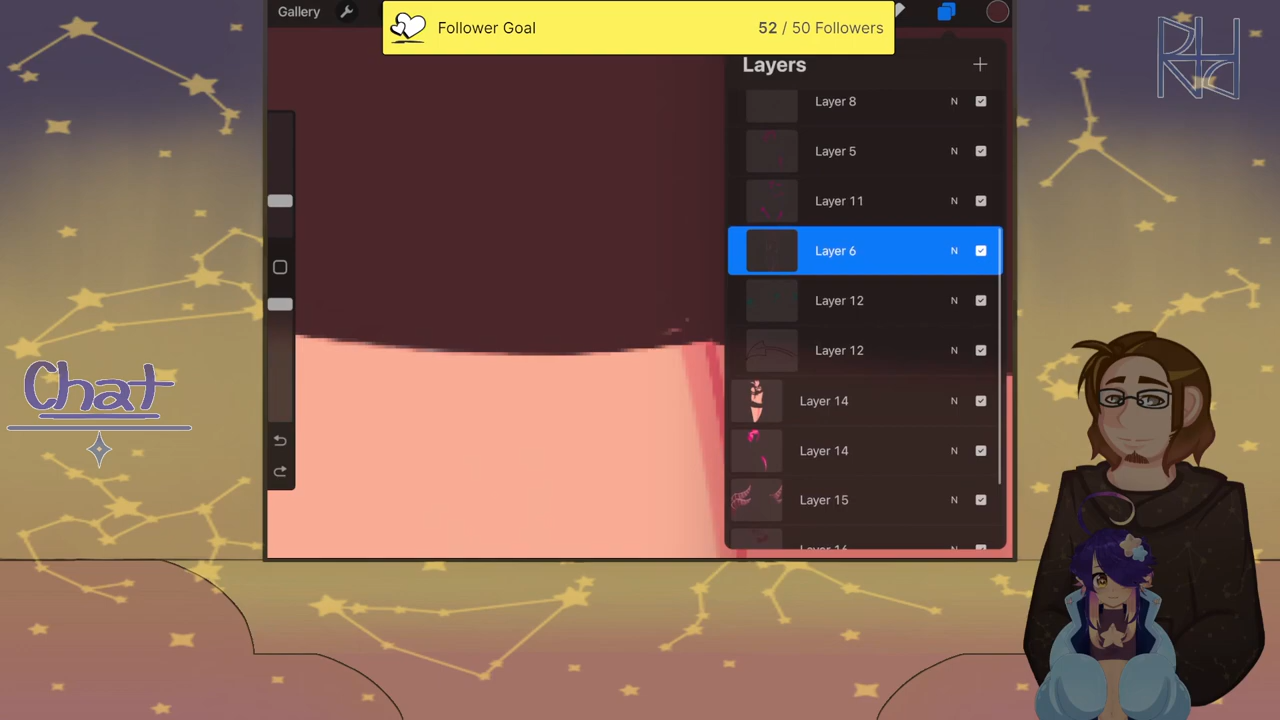 Gallery
Follower Goal
52 / 50 Followers
Layers
Layer 8 N
Layer 5 N
Layer 11 N
Layer 6 N
Layer 12 N
Layer 12 N
Layer 14 N
Layer 14 N
Layer 15 N
Chat